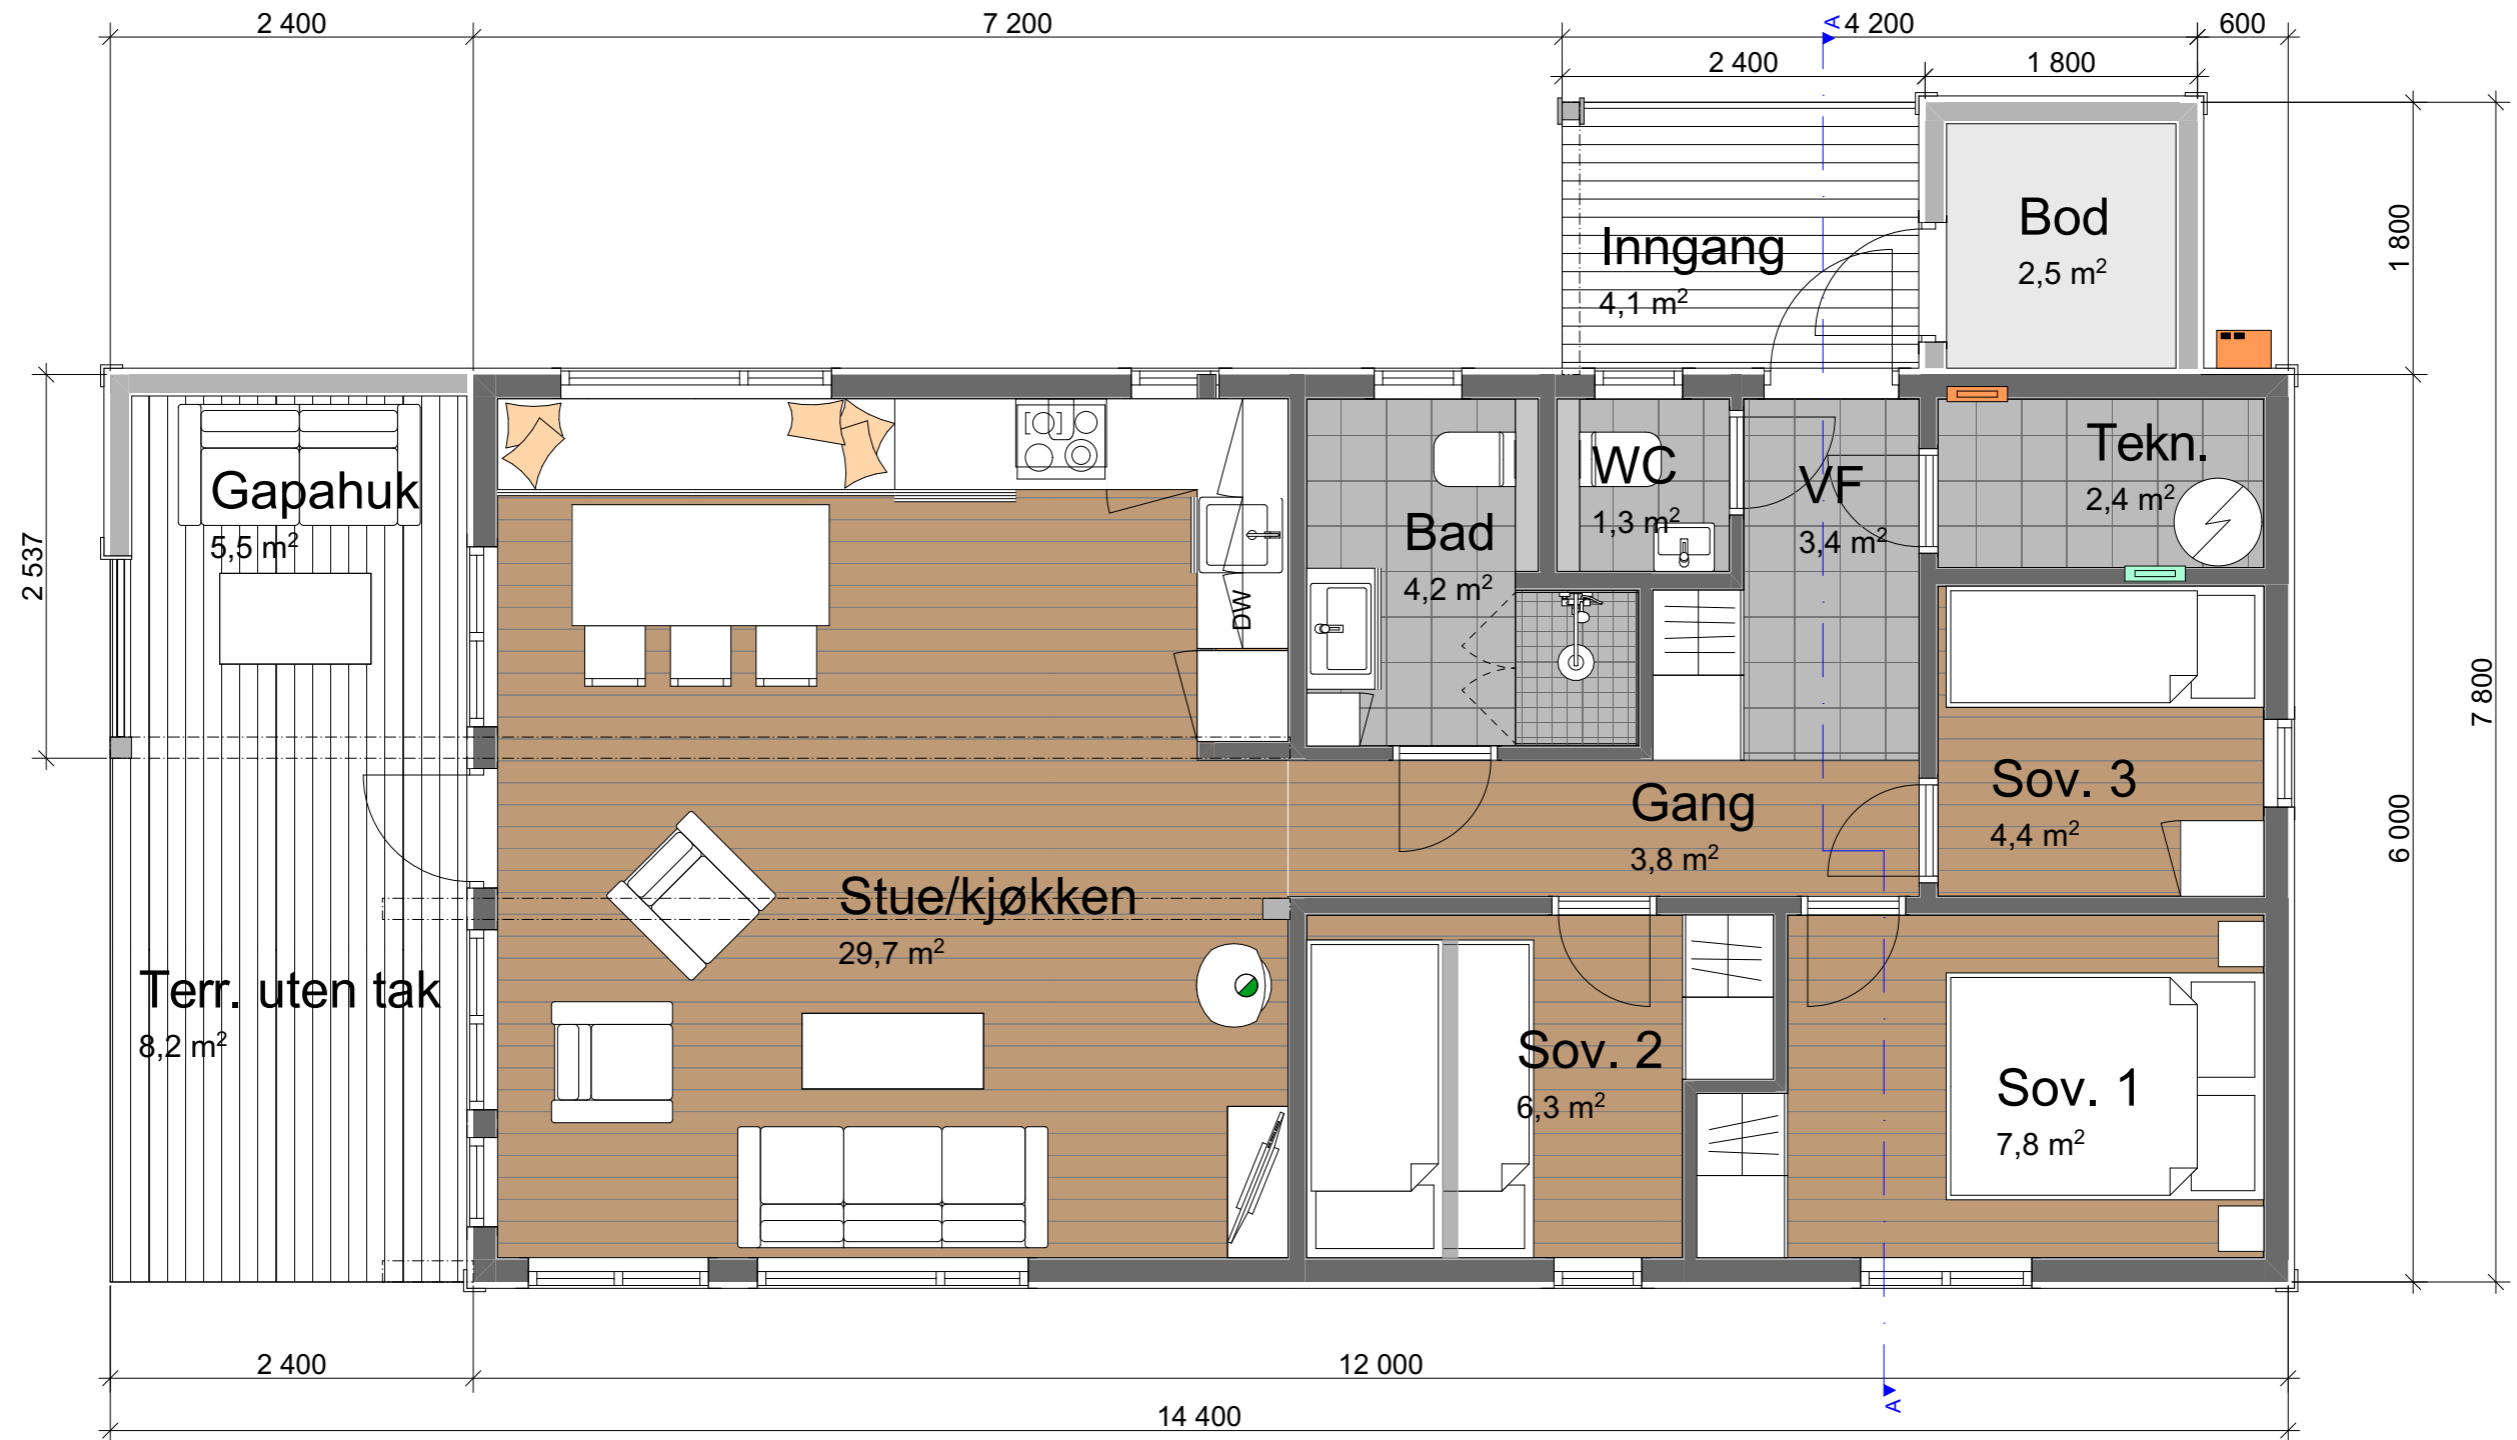 2 400
7 200
A
4 200
600
2 400
1 800
Bod
2,5 m²
Inngang
4,1 m²
1 800
Gapahuk
5,5 m²
WC
1,3 m²
VF
3,4 m²
Tekn.
2,4 m²
Bad
4,2 m²
2 537
DW
7 800
6 000
Sov. 3
4,4 m²
Gang
3,8 m²
Stue/kjøkken
29,7 m²
Terr. uten tak
8,2 m²
Sov. 2
6,3 m²
Sov. 1
7,8 m²
2 400
12 000
A
14 400